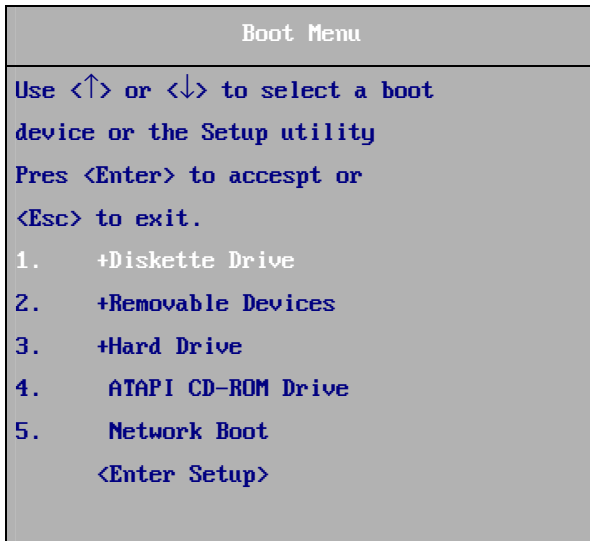 Boot Menu
Use <↑> or <↓> to select a boot
device or the Setup utility
Pres <Enter> to accespt or
<Esc> to exit.
1. +Diskette Drive
2. +Removable Devices
3. +Hard Drive
4. ATAPI CD-ROM Drive
5. Network Boot
<Enter Setup>